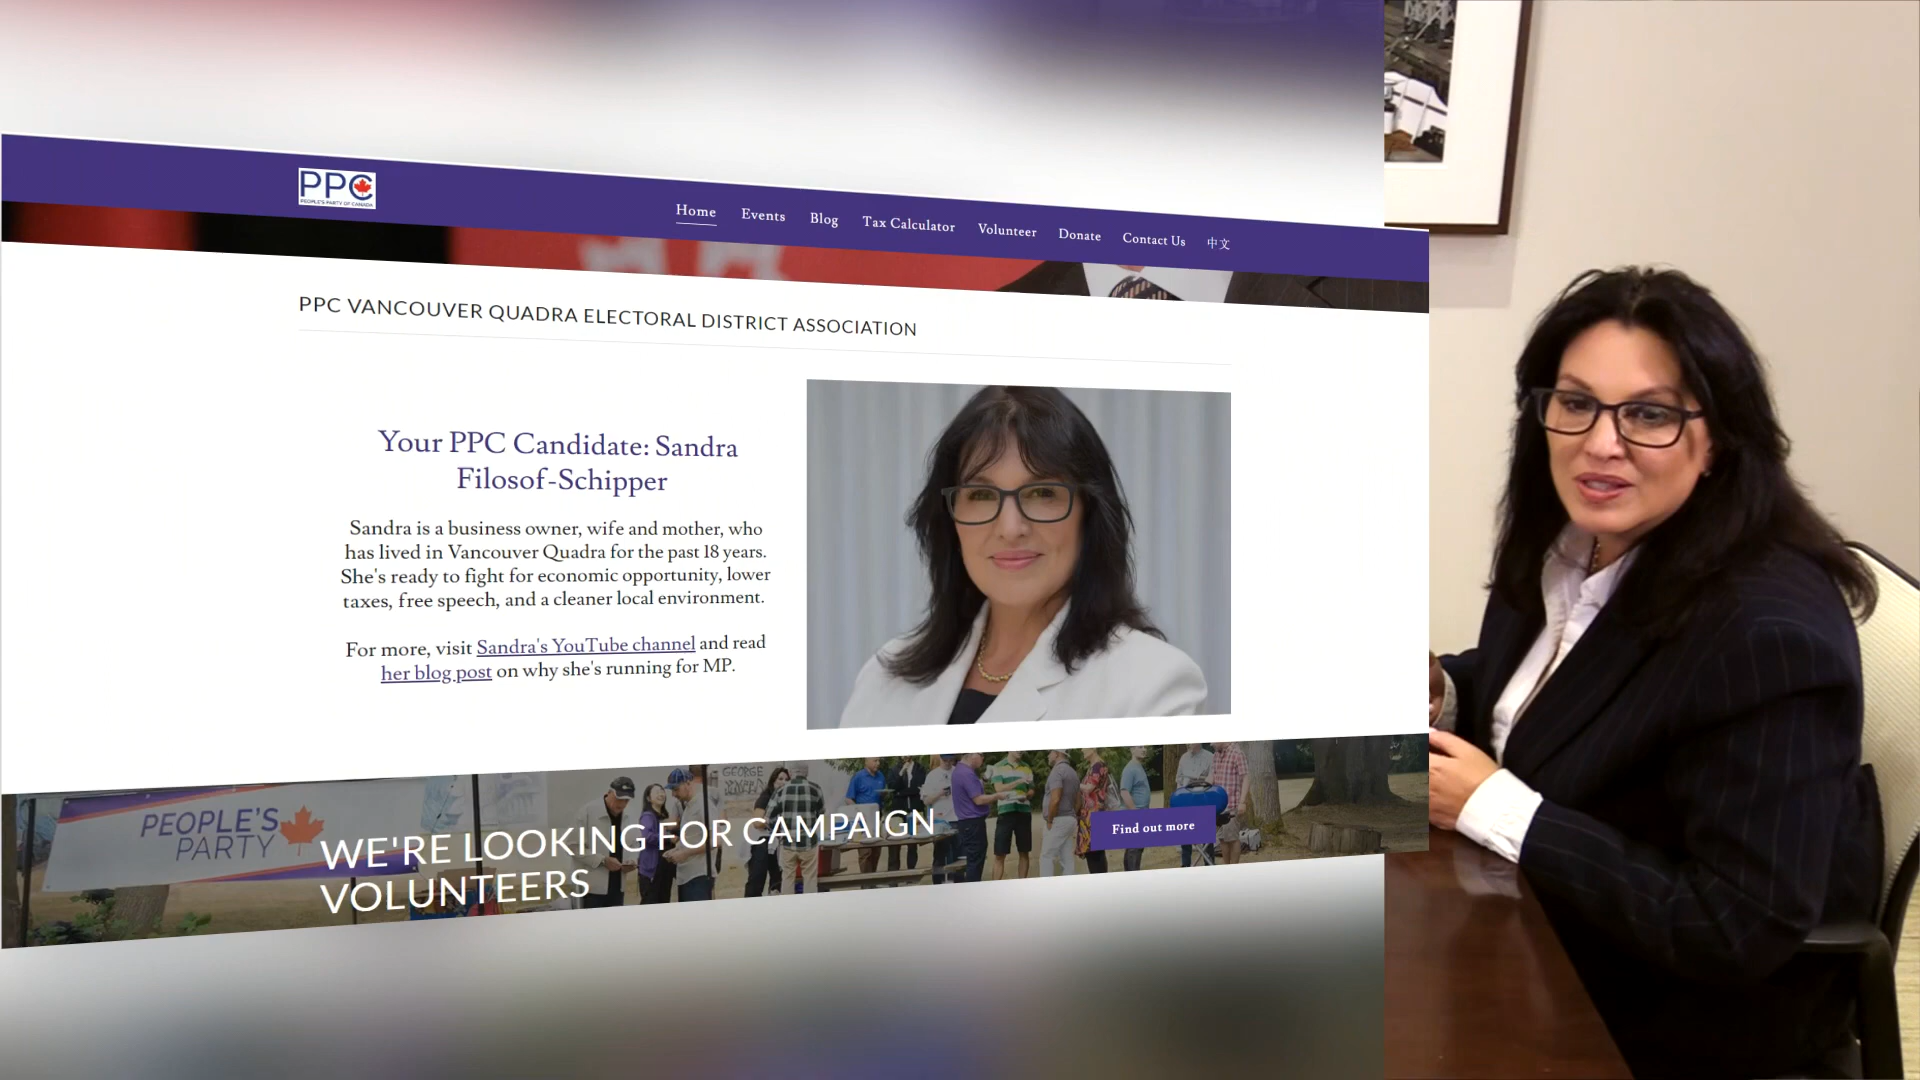 PPC
PEOPLE'S PARTY OF CANADA
Home Events Blog Tax Calculator Volunteer Donate Contact Us 中文
PPC VANCOUVER QUADRA ELECTORAL DISTRICT ASSOCIATION
Your PPC Candidate: Sandra
Filosof-Schipper
Sandra is a business owner, wife and mother, who
has lived in Vancouver Quadra for the past 18 years.
She's ready to fight for economic opportunity, lower
taxes, free speech, and a cleaner local environment.
For more, visit Sandra's YouTube channel and read
her blog post on why she's running for MP.
PEOPLE'S
PARTY
WE'RE LOOKING FOR CAMPAIGN
VOLUNTEERS
Find out more